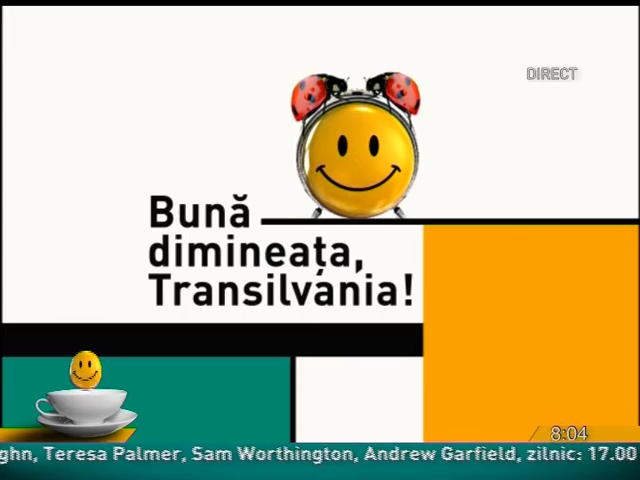 DIRECT
Bună
dimineața,
Transilvania!
8:04
ghn, Teresa Palmer, Sam Worthington, Andrew Garfield, zilnic: 17.00